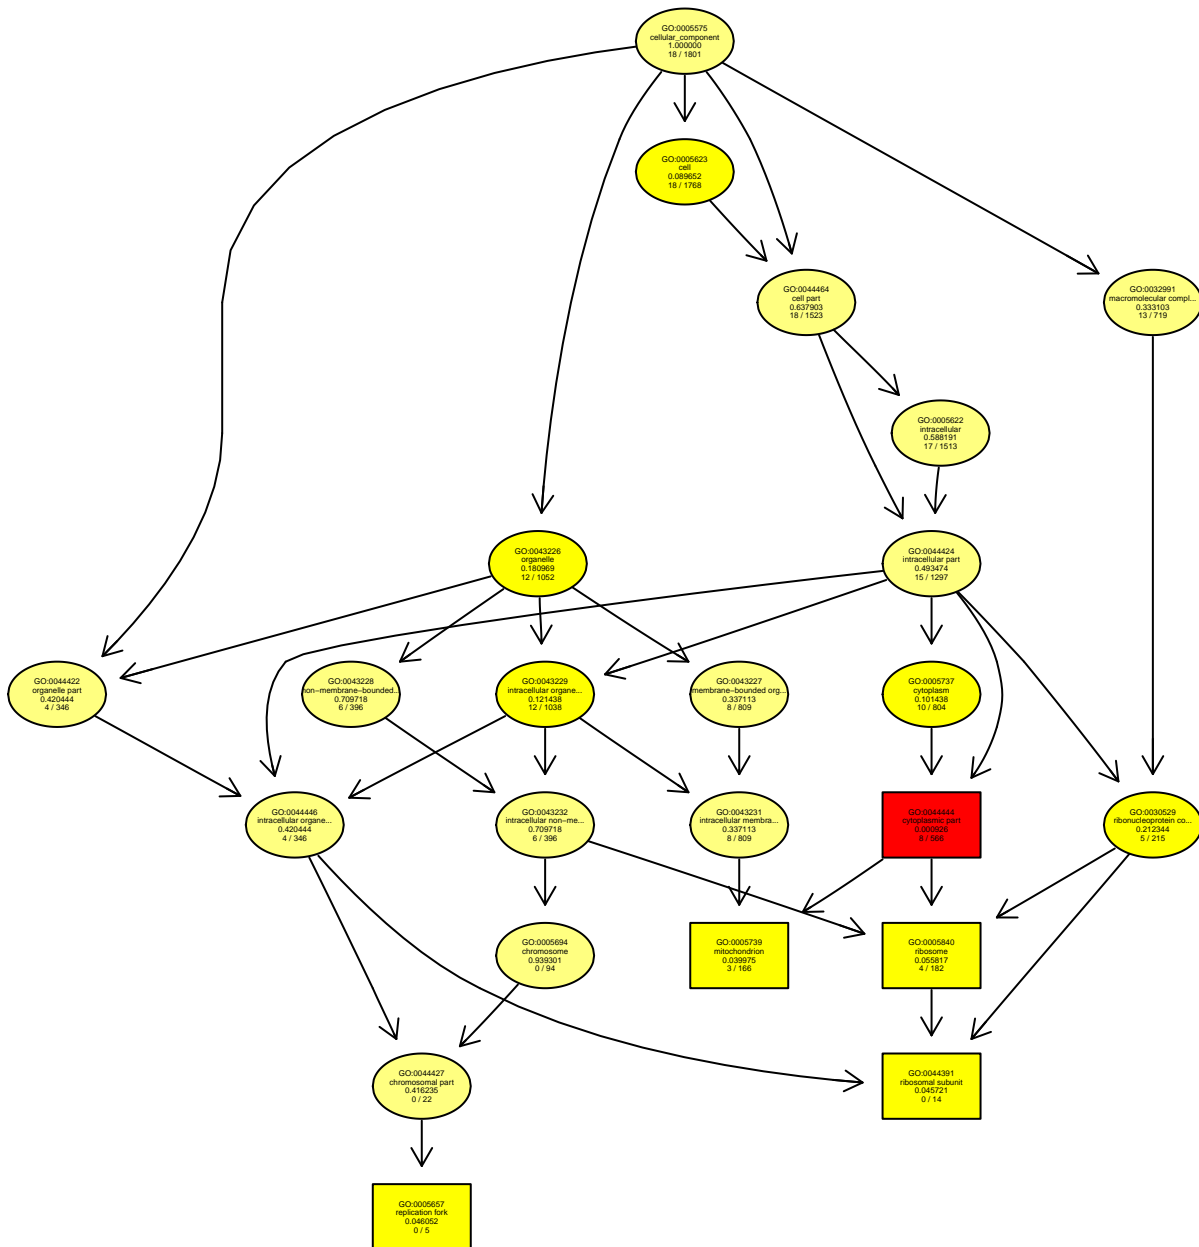 GO:0005575
cellular_component
1.000000
18 / 1801
GO:0005623
cell
0.089652
18 / 1768
GO:0044464
cell part
0.637903
18 / 1523
GO:0032991
macromolecular compl...
0.333103
13 / 719
GO:0005622
intracellular
0.588191
17 / 1513
GO:0043226
organelle
0.180969
12 / 1052
GO:0044424
intracellular part
0.493474
15 / 1297
GO:0044422
organelle part
0.420444
4 / 346
GO:0043228
non−membrane−bounded...
0.709718
6 / 396
GO:0043229
intracellular organe...
0.121438
12 / 1038
GO:0043227
membrane−bounded org...
0.337113
8 / 809
GO:0005737
cytoplasm
0.101438
10 / 804
GO:0044446
intracellular organe...
0.420444
4 / 346
GO:0043232
intracellular non−me...
0.709718
6 / 396
GO:0043231
intracellular membra...
0.337113
8 / 809
GO:0044444
cytoplasmic part
0.000926
8 / 566
GO:0030529
ribonucleoprotein co...
0.212344
5 / 215
GO:0005694
chromosome
0.939301
0 / 94
GO:0005739
mitochondrion
0.039975
3 / 166
GO:0005840
ribosome
0.055817
4 / 182
GO:0044427
chromosomal part
0.416235
0 / 22
GO:0044391
ribosomal subunit
0.045721
0 / 14
GO:0005657
replication fork
0.046052
0 / 5